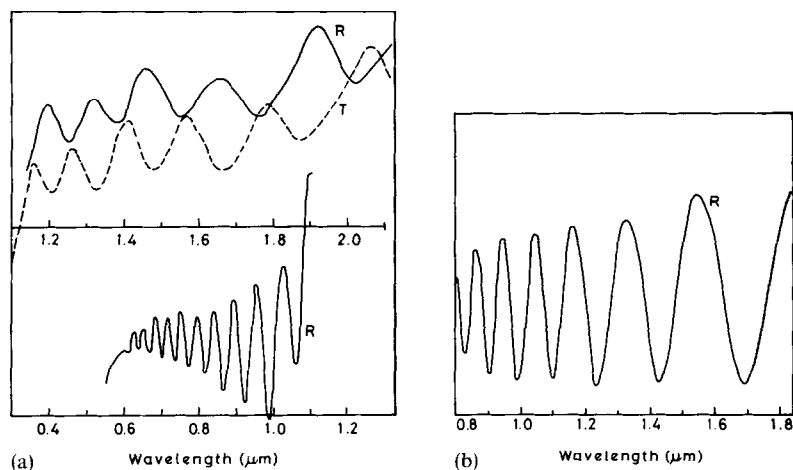 R
T
1.2 1.4 1.6 1.8 2.0
R
0.4 0.6 0.8 1.0 1.2
(a) Wavelength (μm)
R
0.8 1.0 1.2 1.4 1.6 1.8
(b) Wavelength (μm)